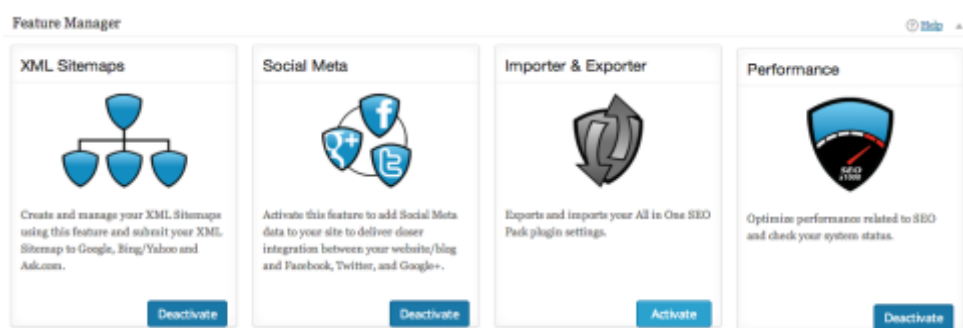 Feature Manager
Help
XML Sitemaps
Create and manage your XML Sitemaps
using this feature and submit your XML
Sitemap to Google, Bing/Yahoo and
Ask.com.
Deactivate
Social Meta
g+
f
t
Activate this feature to add Social Meta
data to your site to deliver closer
integration between your website/blog
and Facebook, Twitter, and Google+.
Deactivate
Importer & Exporter
Exports and imports your All in One SEO
Pack plugin settings.
Activate
Performance
SEO
x1000
Optimize performance related to SEO
and check your system status.
Deactivate